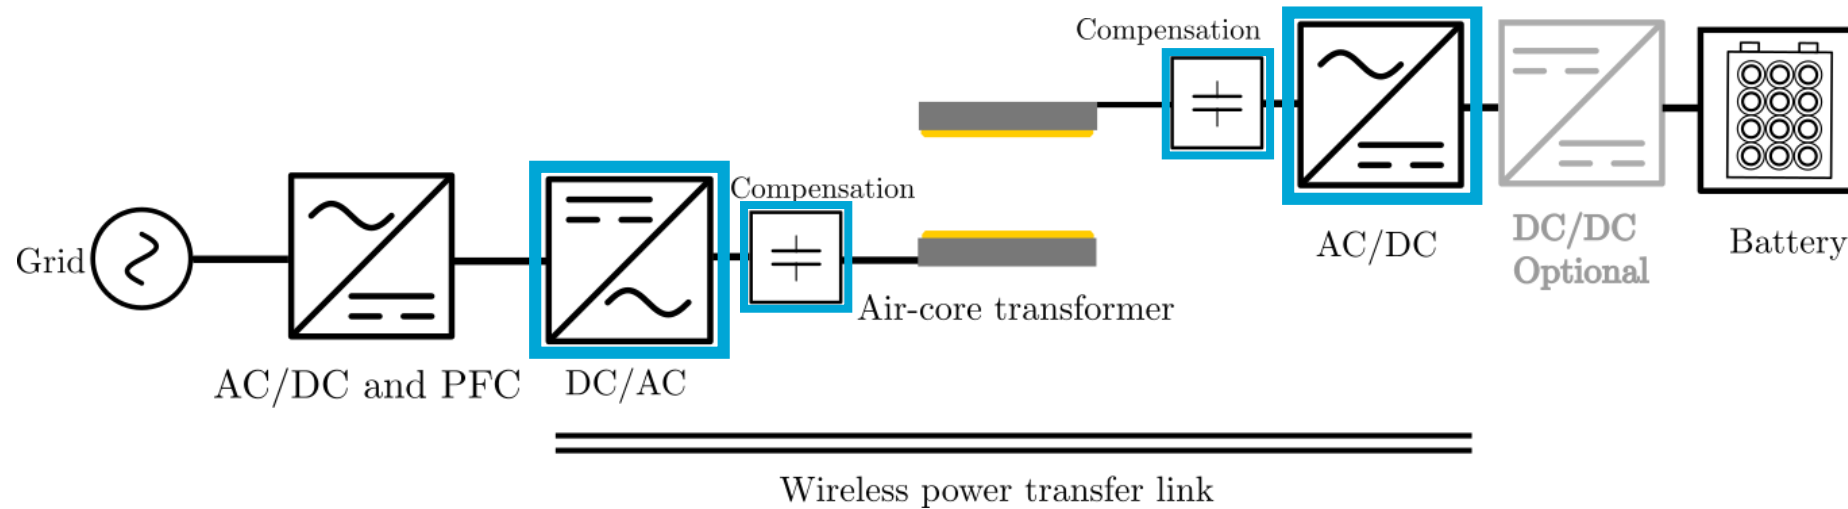 Compensation
Compensation
Grid
AC/DC
DC/DC
Optional
Battery
Air-core transformer
AC/DC and PFC
DC/AC
Wireless power transfer link